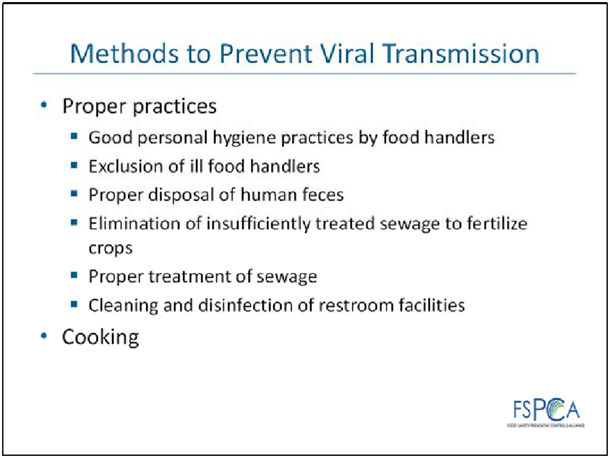 Methods to Prevent Viral Transmission
• Proper practices
▪ Good personal hygiene practices by food handlers
▪ Exclusion of ill food handlers
▪ Proper disposal of human feces
▪ Elimination of insufficiently treated sewage to fertilize
crops
▪ Proper treatment of sewage
▪ Cleaning and disinfection of restroom facilities
• Cooking
FSPCA
FOOD SAFETY PREVENTIVE CONTROLS ALLIANCE